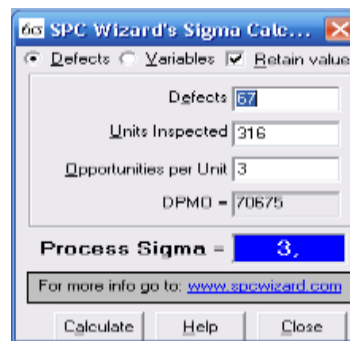 6σs SPC Wizard's Sigma Calc...
Defects Variables Retain value
Defects 67
Units Inspected 316
Opportunities per Unit 3
DPMO = 70675
Process Sigma = 3,
For more info go to: www.spcwizard.com
Calculate Help Close